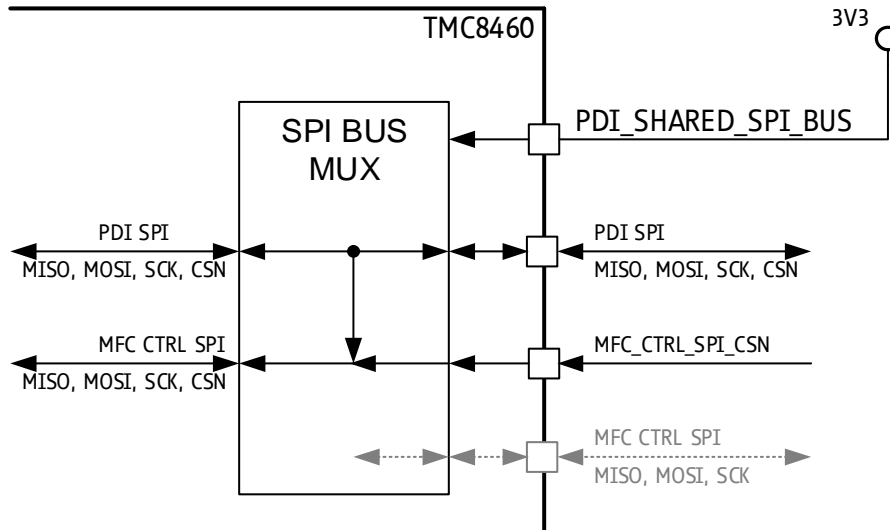 TMC8460
3V3
SPI BUS
MUX
PDI_SHARED_SPI_BUS
PDI SPI
MISO, MOSI, SCK, CSN
PDI SPI
MISO, MOSI, SCK, CSN
MFC CTRL SPI
MISO, MOSI, SCK, CSN
MFC_CTRL_SPI_CSN
MFC CTRL SPI
MISO, MOSI, SCK